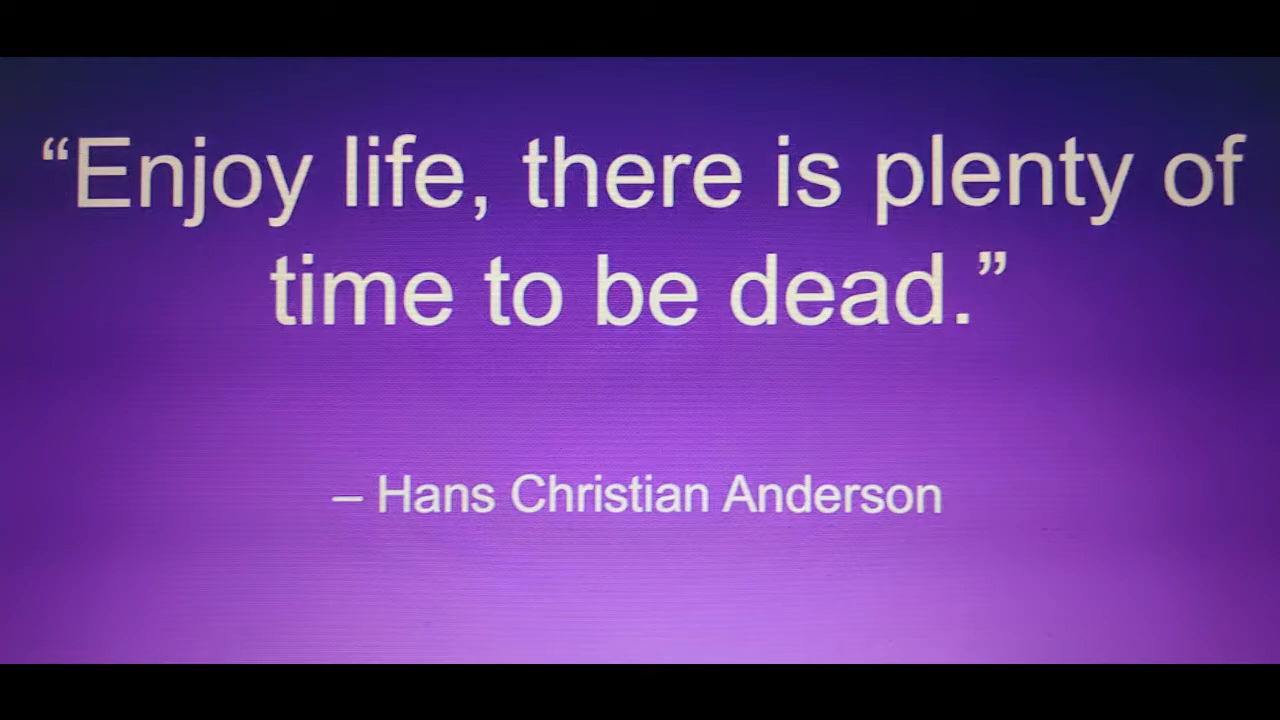 “Enjoy life, there is plenty of
time to be dead.”
– Hans Christian Anderson